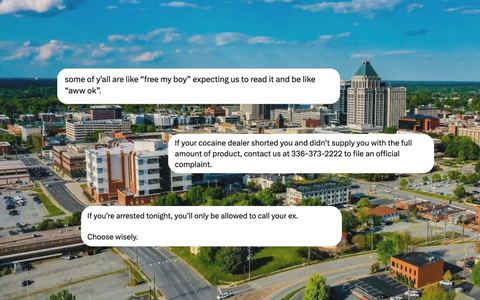 some of y'all are like "free my boy" expecting us to read it and be like
"aww ok".
If your cocaine dealer shorted you and didn't supply you with the full
amount of product, contact us at 336-373-2222 to file an official
complaint.
If you're arrested tonight, you'll only be allowed to call your ex.
Choose wisely.